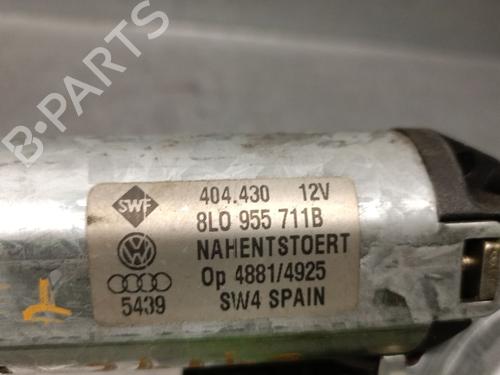 B-PARTS
SWF
404.430 12V
8L0 955 711B
NAHENTSTOERT
Op 4881/4925
5439
SW4 SPAIN